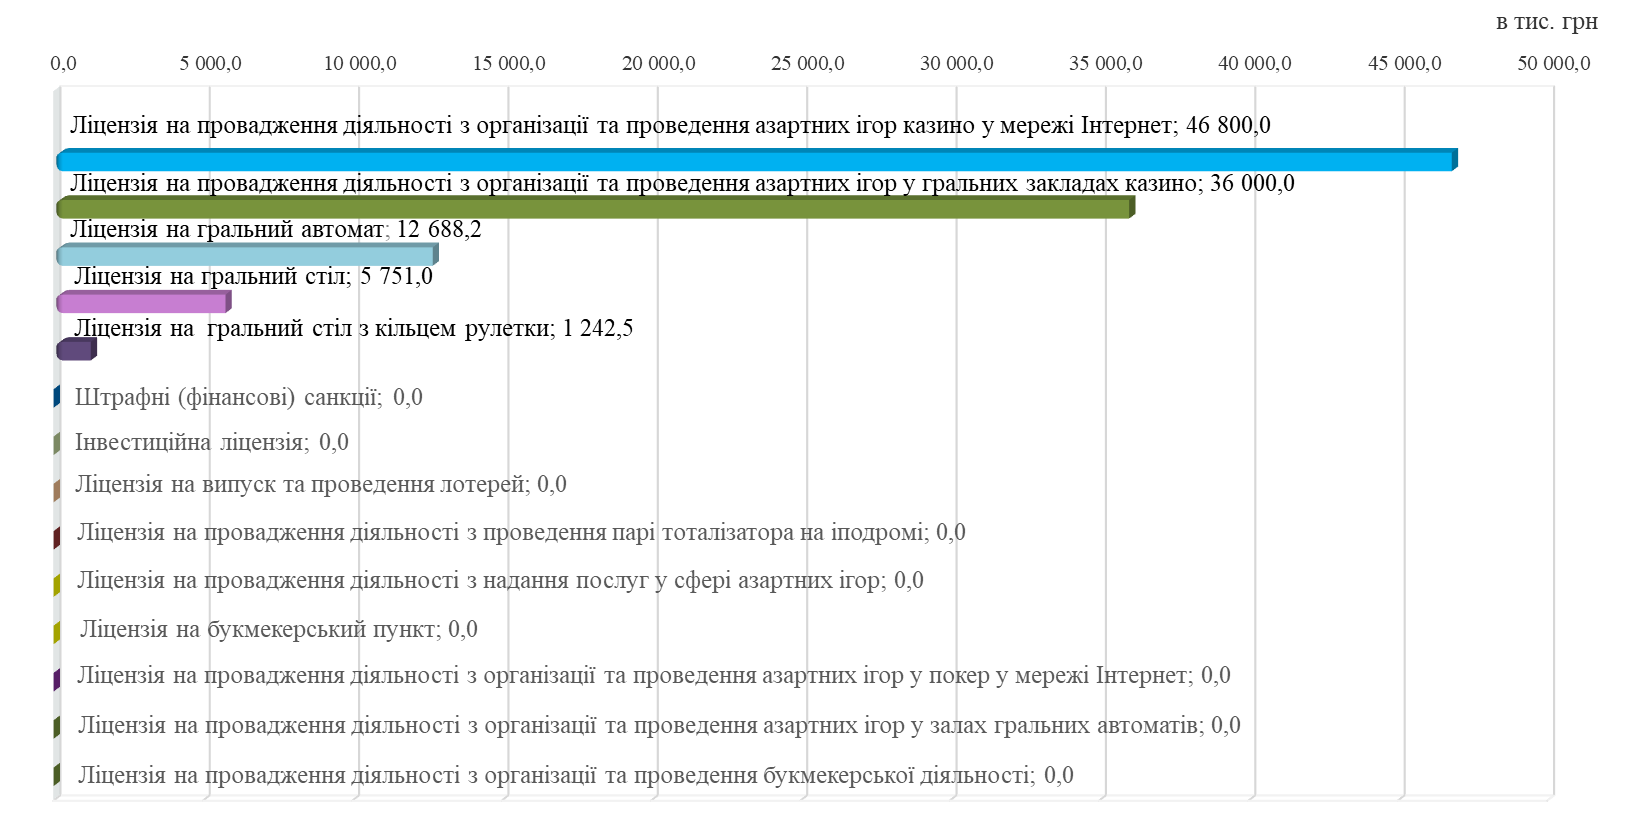 в тис. грн
0,0 5 000,0 10 000,0 15 000,0 20 000,0 25 000,0 30 000,0 35 000,0 40 000,0 45 000,0 50 000,0
Ліцензія на провадження діяльності з організації та проведення азартних ігор казино у мережі Інтернет; 46 800,0
Ліцензія на провадження діяльності з організації та проведення азартних ігор у гральних закладах казино; 36 000,0
Ліцензія на гральний автомат; 12 688,2
Ліцензія на гральний стіл; 5 751,0
Ліцензія на гральний стіл з кільцем рулетки; 1 242,5
Штрафні (фінансові) санкції; 0,0
Інвестиційна ліцензія; 0,0
Ліцензія на випуск та проведення лотерей; 0,0
Ліцензія на провадження діяльності з проведення парі тоталізатора на іподромі; 0,0
Ліцензія на провадження діяльності з надання послуг у сфері азартних ігор; 0,0
Ліцензія на букмекерський пункт; 0,0
Ліцензія на провадження діяльності з організації та проведення азартних ігор у покер у мережі Інтернет; 0,0
Ліцензія на провадження діяльності з організації та проведення азартних ігор у залах гральних автоматів; 0,0
Ліцензія на провадження діяльності з організації та проведення букмекерської діяльності; 0,0